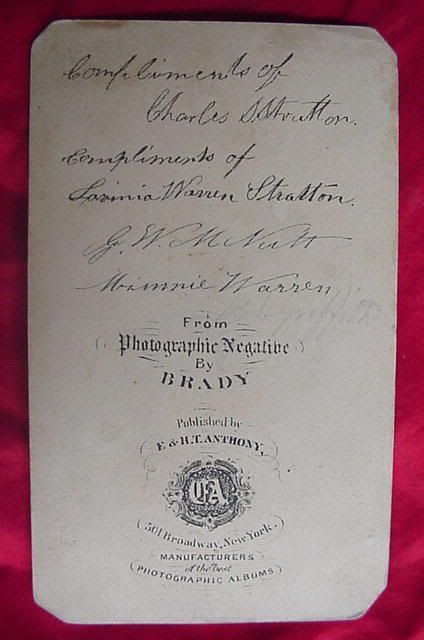 Compliments of
Charles S. Stratton.
Compliments of
Lavinia Warren Stratton.
G. W. M. Nutt
Minnie Warren
From
Photographic Negative
By
BRADY
Published by
E & H.T. ANTHONY,
501 Broadway, New York.
MANUFACTURERS
of the best
PHOTOGRAPHIC ALBUMS